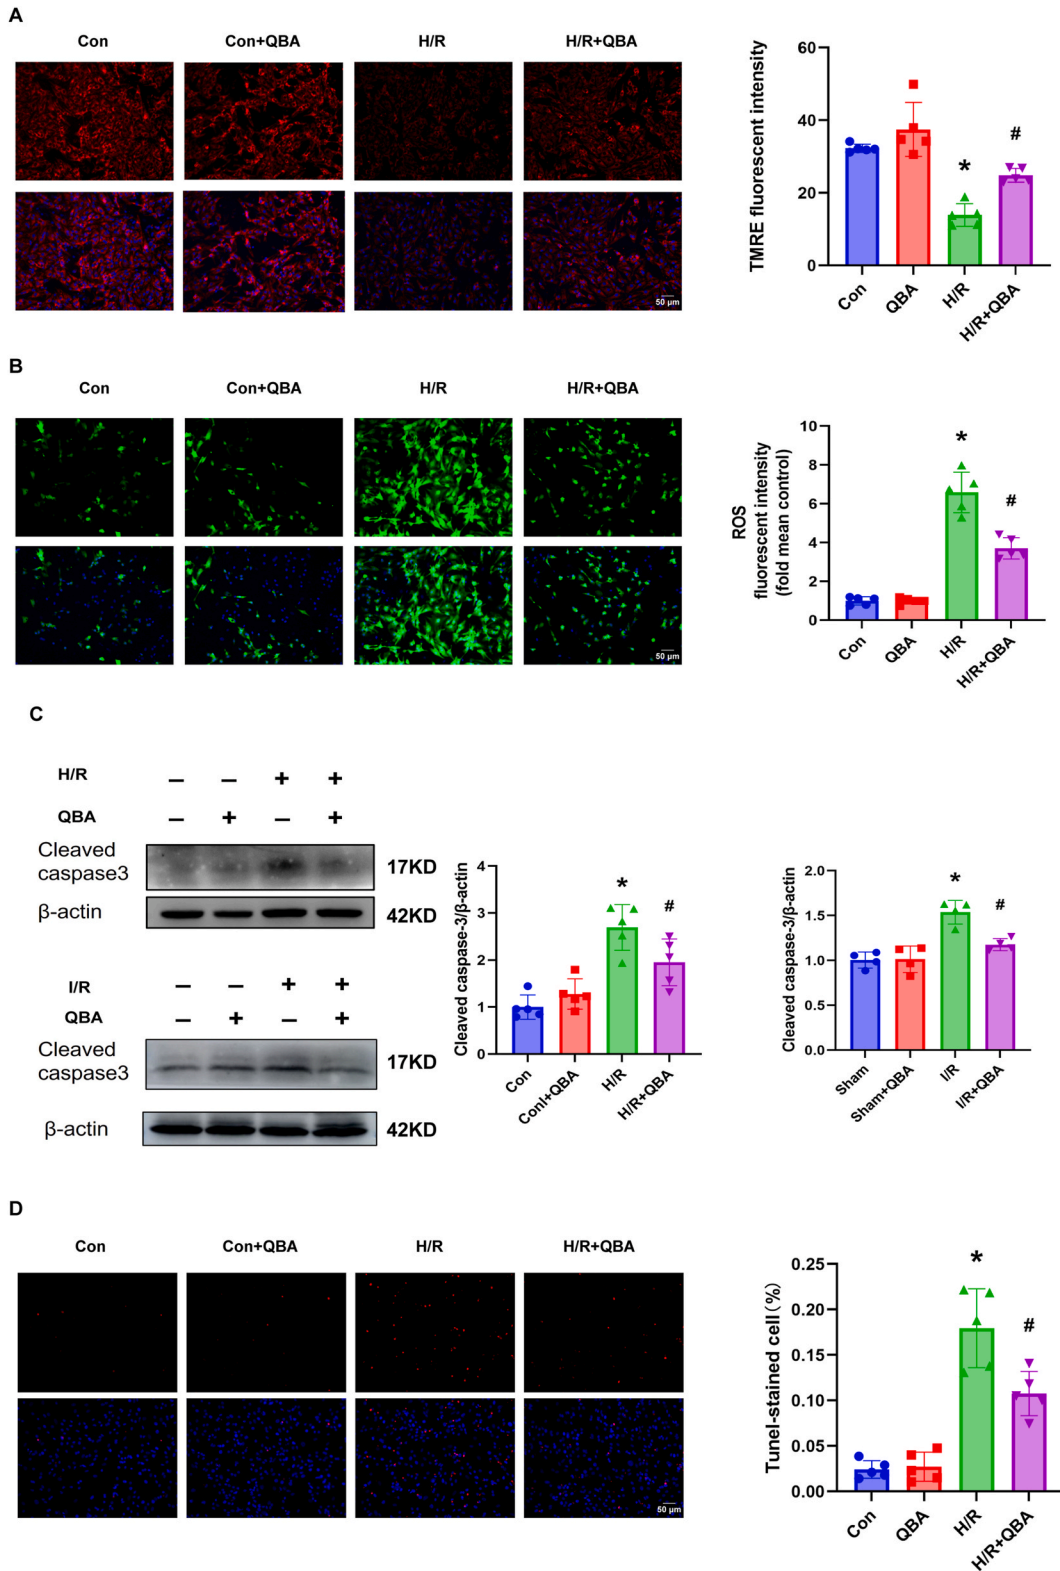 A
Con Con+QBA H/R H/R+QBA
50 μm
TMRE fluorescent intensity
60
40
20
0
*
#
Con QBA H/R H/R+QBA
B
Con Con+QBA H/R H/R+QBA
50 μm
ROS
fluorescent intensity
(fold mean control)
10
8
6
4
2
0
*
#
Con QBA H/R H/R+QBA
C
H/R – – + +
QBA – + – +
Cleaved
caspase3
17KD
β-actin
42KD
I/R – – + +
QBA – + – +
Cleaved
caspase3
17KD
β-actin
42KD
Cleaved caspase-3/β-actin
4
3
2
1
0
*
#
Con ConI+QBA H/R H/R+QBA
Cleaved caspase-3/β-actin
2.0
1.5
1.0
0.5
0.0
*
#
Sham Sham+QBA I/R I/R+QBA
D
Con Con+QBA H/R H/R+QBA
50 μm
Tunel-stained cell (%)
0.25
0.20
0.15
0.10
0.05
0.00
*
#
Con QBA H/R H/R+QBA